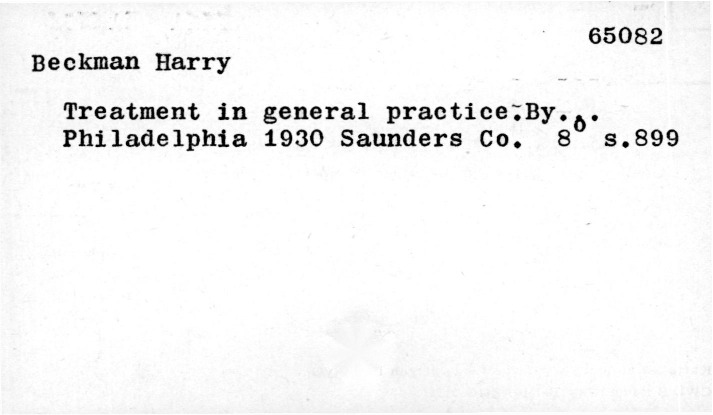 65082
Beckman Harry
Treatment in general practice.By...
Philadelphia 1930 Saunders Co. 8° s.899